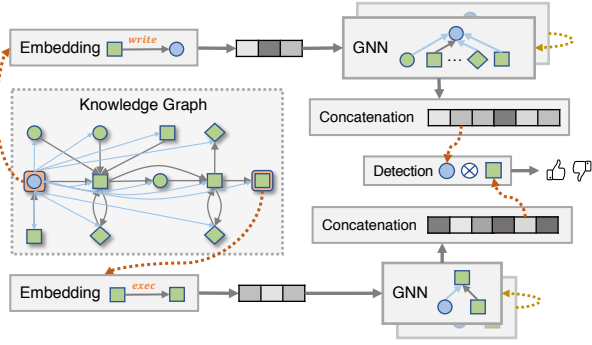 Embedding
write
GNN
...
Knowledge Graph
Concatenation
Detection
Concatenation
Embedding
exec
GNN